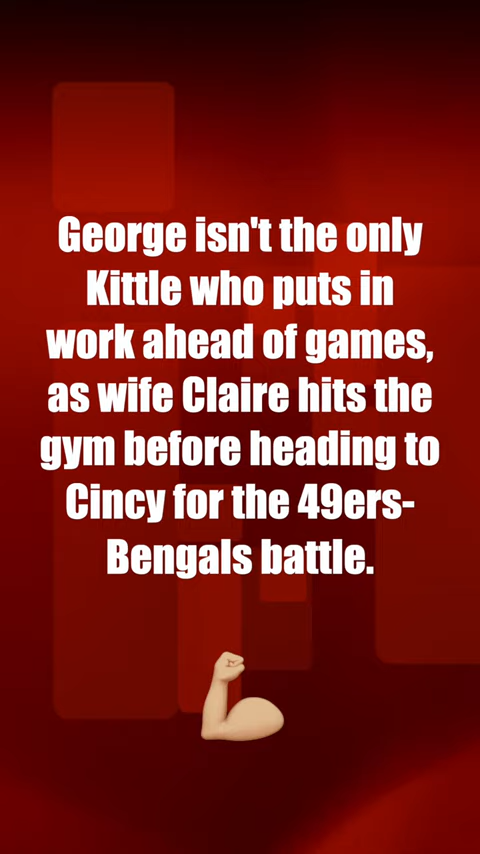 George isn't the only
Kittle who puts in
work ahead of games,
as wife Claire hits the
gym before heading to
Cincy for the 49ers-
Bengals battle.